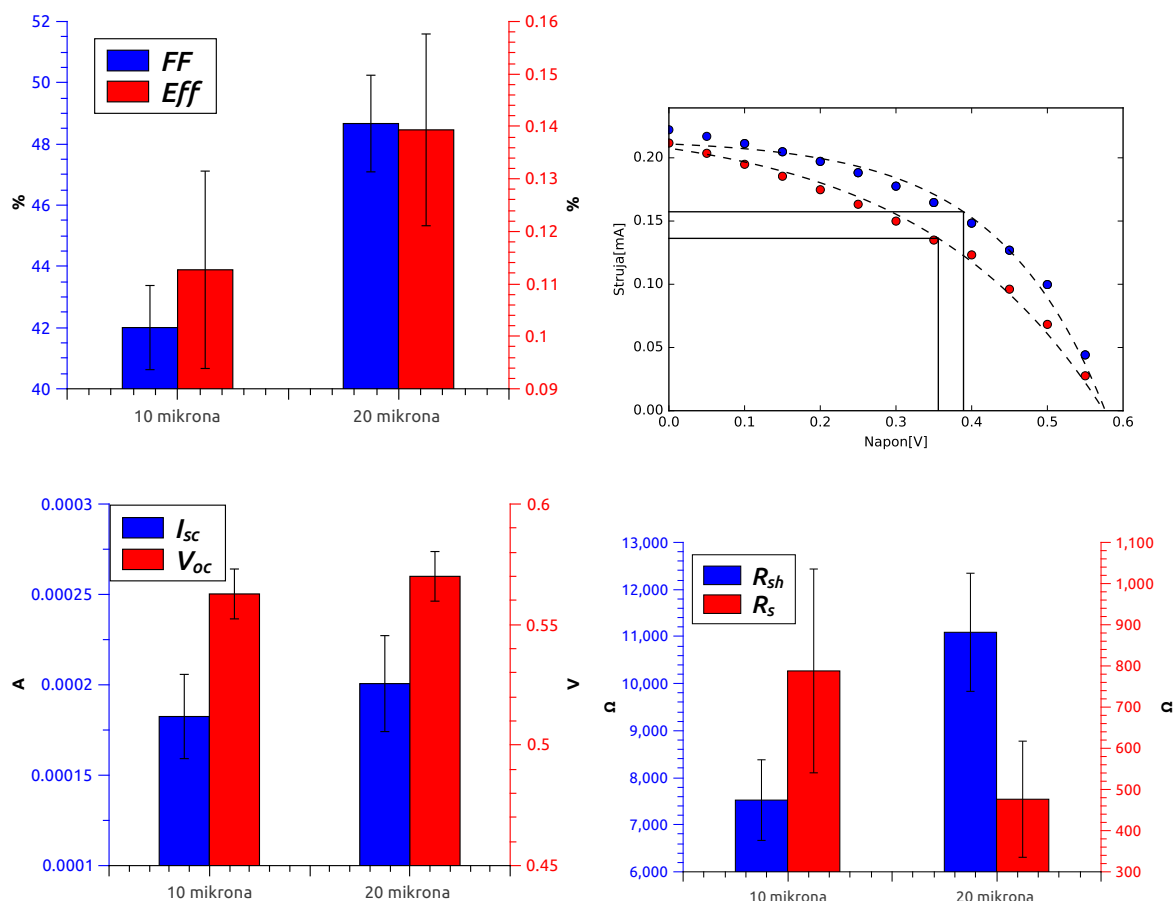 FF
Eff
52
50
48
46
44
42
40
%
0.16
0.15
0.14
0.13
0.12
0.11
0.1
0.09
%
10 mikrona
20 mikrona
0.20
0.15
0.10
0.05
0.00
Struja[mA]
0.0 0.1 0.2 0.3 0.4 0.5 0.6
Napon[V]
I_sc
V_oc
0.0003
0.00025
0.0002
0.00015
0.0001
A
0.6
0.55
0.5
0.45
V
10 mikrona
20 mikrona
R_sh
R_s
13,000
12,000
11,000
10,000
9,000
8,000
7,000
6,000
Ω
1,100
1,000
900
800
700
600
500
400
300
Ω
10 mikrona
20 mikrona